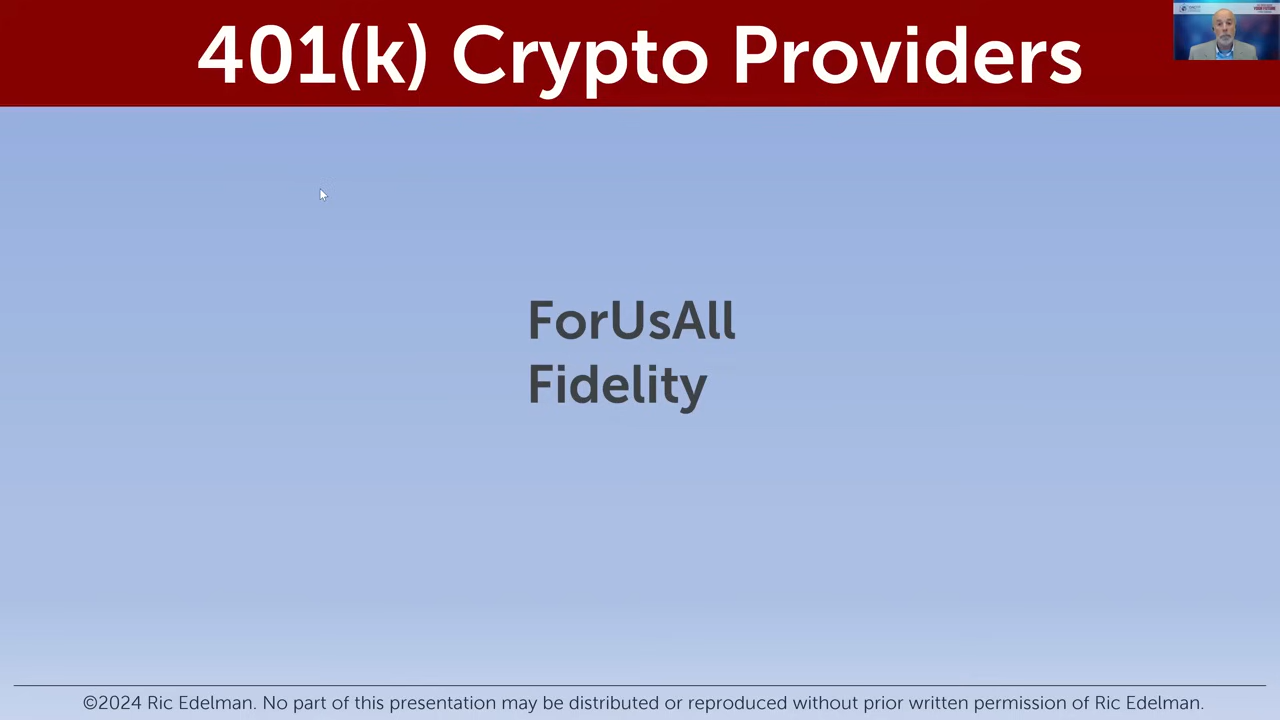 401(k) Crypto Providers
ForUsAll
Fidelity
©2024 Ric Edelman. No part of this presentation may be distributed or reproduced without prior written permission of Ric Edelman.